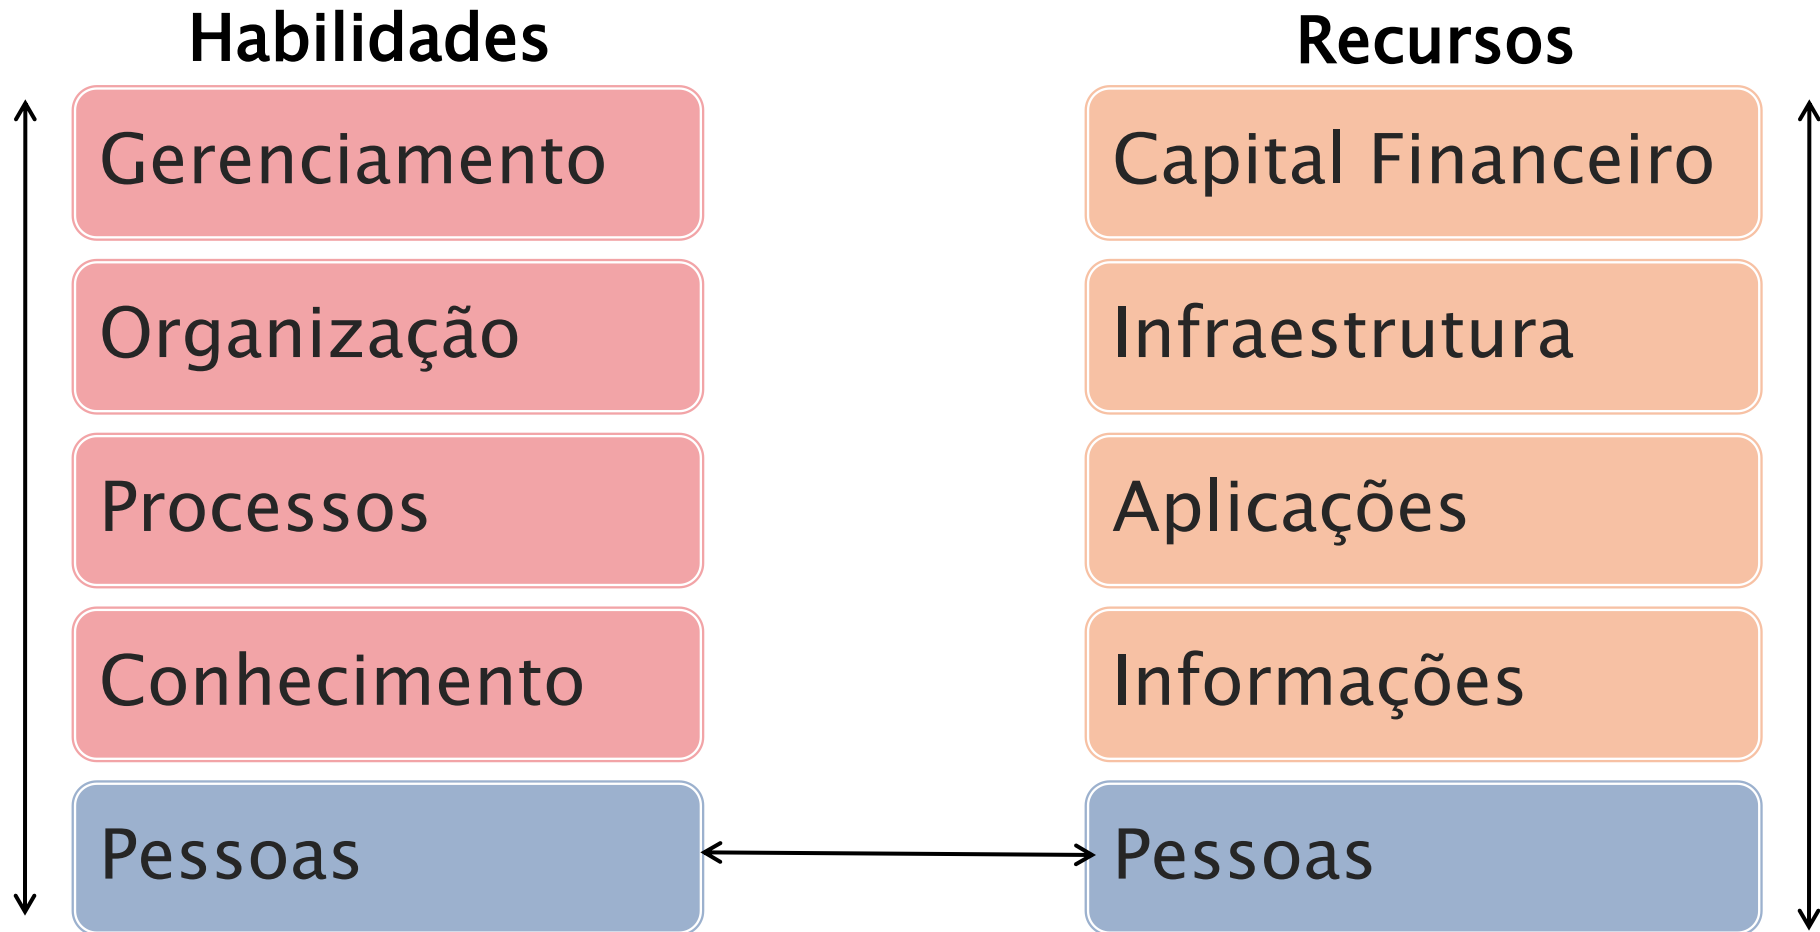 Habilidades
Gerenciamento
Organização
Processos
Conhecimento
Pessoas
Recursos
Capital Financeiro
Infraestrutura
Aplicações
Informações
Pessoas